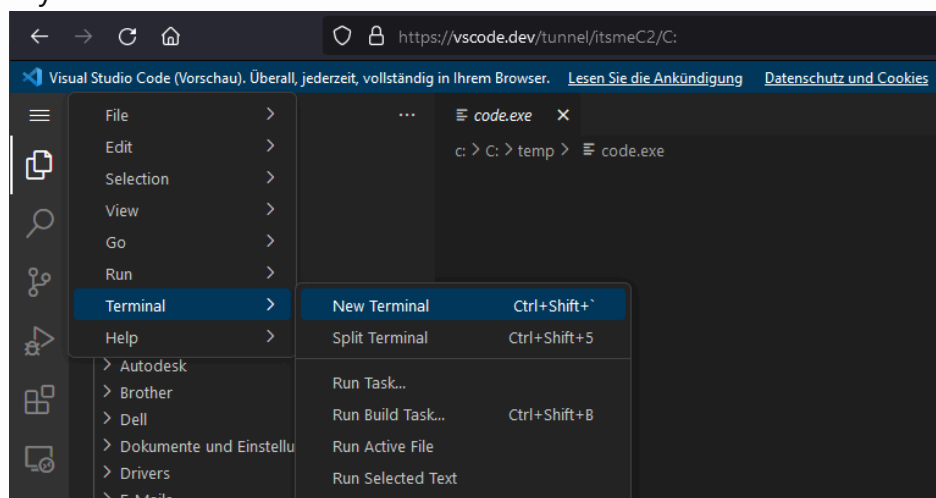 https://vscode.dev/tunnel/itsmeC2/C:
Visual Studio Code (Vorschau). Überall, jederzeit, vollständig in Ihrem Browser. Lesen Sie die Ankündigung Datenschutz und Cookies
File
Edit
Selection
View
Go
Run
Terminal
Help
... code.exe
c: > C: > temp > code.exe
New Terminal Ctrl+Shift+`
Split Terminal Ctrl+Shift+5
Run Task...
Run Build Task... Ctrl+Shift+B
Run Active File
Run Selected Text
> Autodesk
> Brother
> Dell
> Dokumente und Einstellu
> Drivers